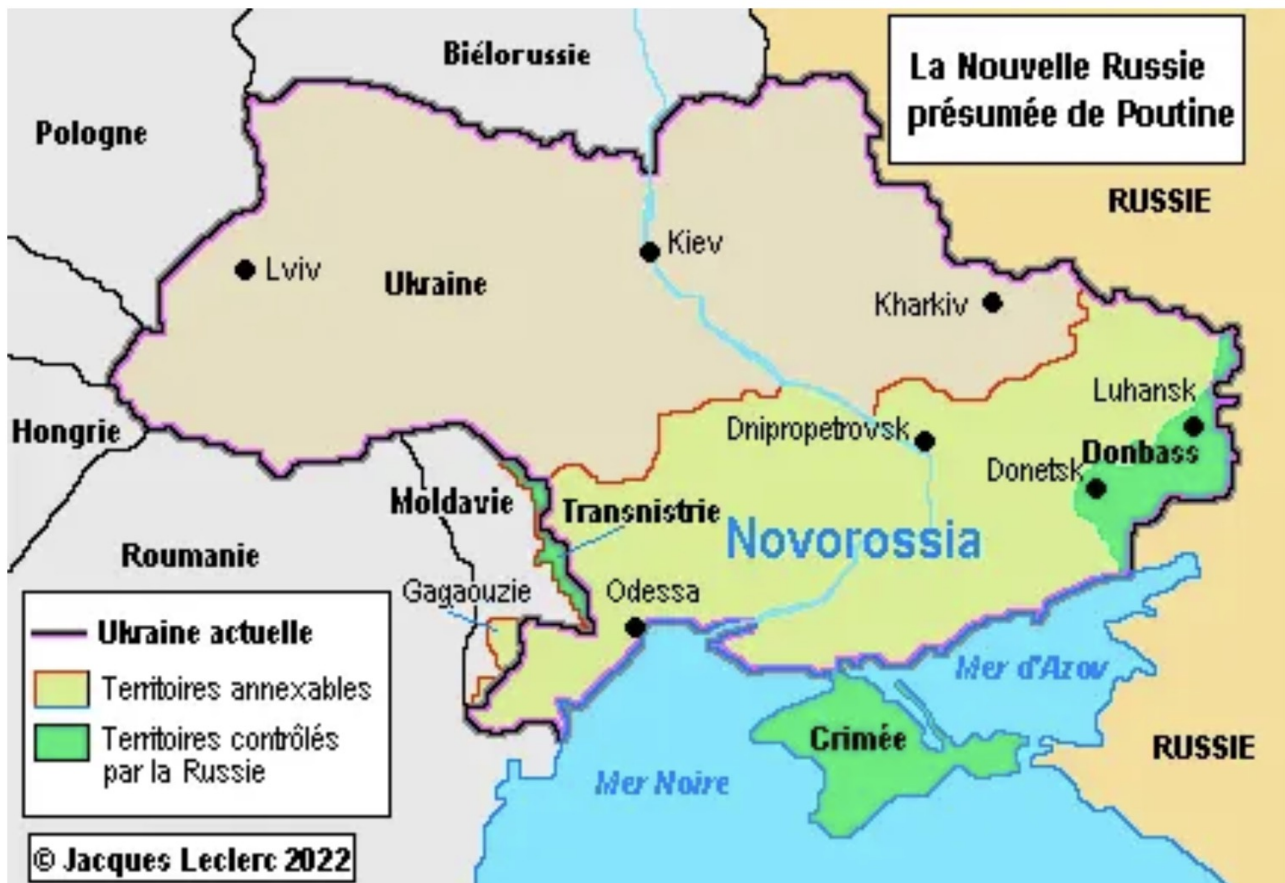 Biélorussie
La Nouvelle Russie
présumée de Poutine
Pologne
RUSSIE
Kiev
Lviv
Ukraine
Kharkiv
Luhansk
Hongrie
Dnipropetrovsk
Donbass
Donetsk
Moldavie
Transnistrie
Novorossia
Roumanie
Gagaouzie
Odessa
Ukraine actuelle
Mer d'Azov
Territoires annexables
Territoires contrôlés
par la Russie
Crimée
RUSSIE
Mer Noire
© Jacques Leclerc 2022